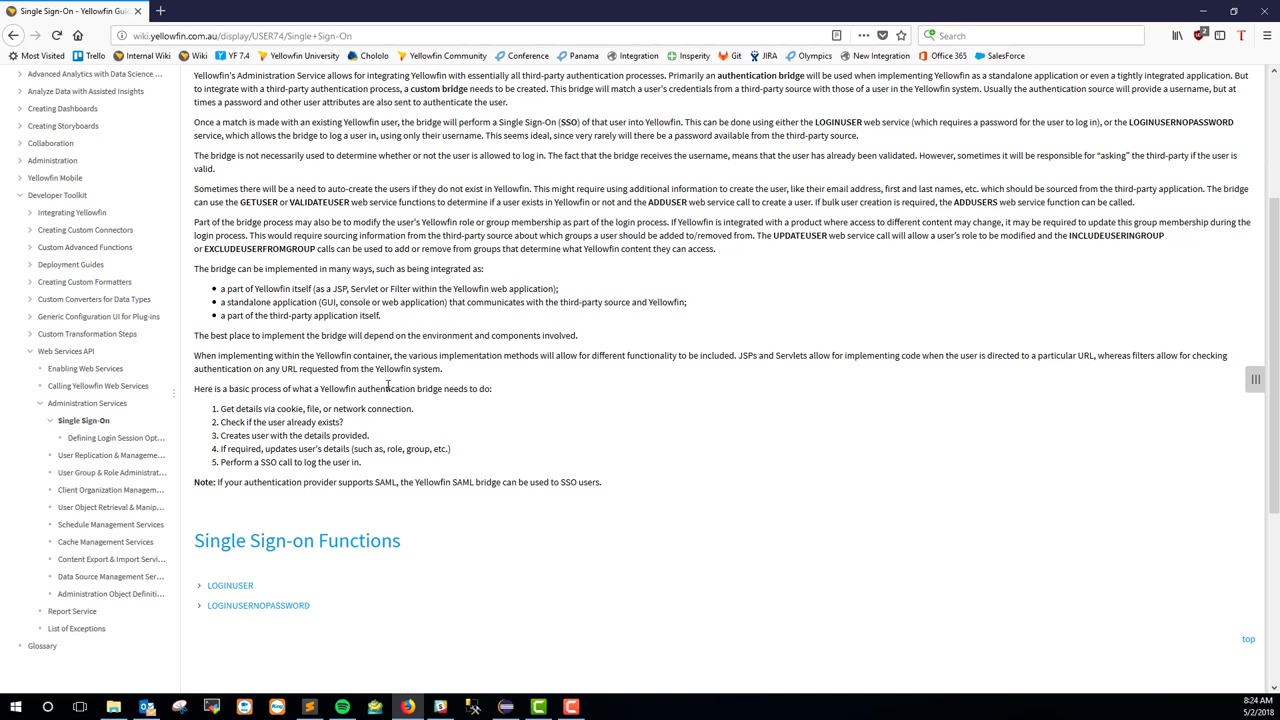 Single Sign-On - Yellowfin Gui
wiki.yellowfin.com.au/display/USER74/Single+Sign+On
Search
2
T
Most Visited Trello Internal Wiki Wiki YF 7.4 Yellowfin University Chololo Yellowfin Community Conference Panama Integration Insperity Git JIRA Olympics New Integration Office 365 SalesForce
Advanced Analytics with Data Science ...
Analyze Data with Assisted Insights
Creating Dashboards
Creating Storyboards
Collaboration
Administration
Yellowfin Mobile
Developer Toolkit
Integrating Yellowfin
Creating Custom Connectors
Custom Advanced Functions
Deployment Guides
Creating Custom Formatters
Custom Converters for Data Types
Generic Configuration UI for Plug-ins
Custom Transformation Steps
Web Services API
Enabling Web Services
Calling Yellowfin Web Services
Administration Services
Single Sign-On
Defining Login Session Opt...
User Replication & Manageme...
User Group & Role Administrat...
Client Organization Managem...
User Object Retrieval & Manip...
Schedule Management Services
Cache Management Services
Content Export & Import Servi...
Data Source Management Ser...
Administration Object Definiti...
Report Service
List of Exceptions
Glossary
Yellowfin's Administration Service allows for integrating Yellowfin with essentially all third-party authentication processes. Primarily an authentication bridge will be used when implementing Yellowfin as a standalone application or even a tightly integrated application. But
to integrate with a third-party authentication process, a custom bridge needs to be created. This bridge will match a user's credentials from a third-party source with those of a user in the Yellowfin system. Usually the authentication source will provide a username, but at
times a password and other user attributes are also sent to authenticate the user.
Once a match is made with an existing Yellowfin user, the bridge will perform a Single Sign-On (SSO) of that user into Yellowfin. This can be done using either the LOGINUSER web service (which requires a password for the user to log in), or the LOGINUSERNOPASSWORD
service, which allows the bridge to log a user in, using only their username. This seems ideal, since very rarely will there be a password available from the third-party source.
The bridge is not necessarily used to determine whether or not the user is allowed to log in. The fact that the bridge receives the username, means that the user has already been validated. However, sometimes it will be responsible for “asking” the third-party if the user is
valid.
Sometimes there will be a need to auto-create the users if they do not exist in Yellowfin. This might require using additional information to create the user, like their email address, first and last names, etc. which should be sourced from the third-party application. The bridge
can use the GETUSER or VALIDATEUSER web service functions to determine if a user exists in Yellowfin or not and the ADDUSER web service call to create a user. If bulk user creation is required, the ADDUSERS web service function can be called.
Part of the bridge process may also be to modify the user's Yellowfin role or group membership as part of the login process. If Yellowfin is integrated with a product where access to different content may change, it may be required to update this group membership during the
login process. This would require sourcing information from the third-party source about which groups a user should be added to/removed from. The UPDATEUSER web service call will allow a user's role to be modified and the INCLUDEUSERINGROUP
or EXCLUDEUSERFROMGROUP calls can be used to add or remove from groups that determine what Yellowfin content they can access.
The bridge can be implemented in many ways, such as being integrated as:
• a part of Yellowfin itself (as a JSP, Servlet or Filter within the Yellowfin web application);
• a standalone application (GUI, console or web application) that communicates with the third-party source and Yellowfin;
• a part of the third-party application itself.
The best place to implement the bridge will depend on the environment and components involved.
When implementing within the Yellowfin container, the various implementation methods will allow for different functionality to be included. JSPs and Servlets allow for implementing code when the user is directed to a particular URL, whereas filters allow for checking
authentication on any URL requested from the Yellowfin system.
Here is a basic process of what a Yellowfin authentication bridge needs to do:
1. Get details via cookie, file, or network connection.
2. Check if the user already exists?
3. Creates user with the details provided.
4. If required, updates user's details (such as, role, group, etc.)
5. Perform a SSO call to log the user in.
Note: If your authentication provider supports SAML, the Yellowfin SAML bridge can be used to SSO users.
Single Sign-on Functions
LOGINUSER
LOGINUSERNOPASSWORD
top
8:24 AM
5/2/2018